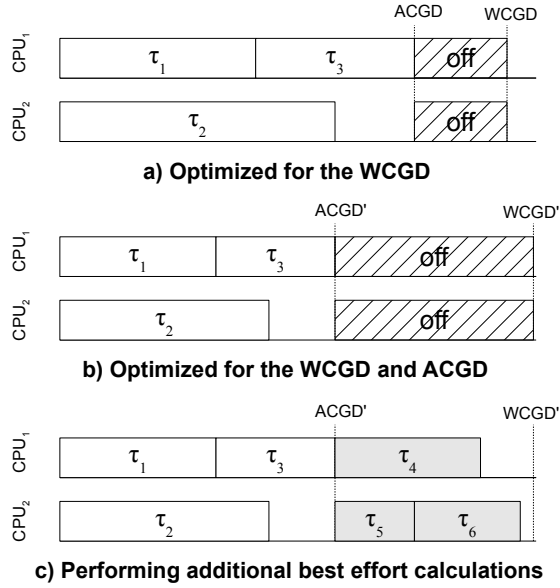 ACGD WCGD
CPU₁ τ₁ τ₃ off
CPU₂ τ₂ off
a) Optimized for the WCGD
ACGD' WCGD'
CPU₁ τ₁ τ₃ off
CPU₂ τ₂ off
b) Optimized for the WCGD and ACGD
ACGD' WCGD'
CPU₁ τ₁ τ₃ τ₄
CPU₂ τ₂ τ₅ τ₆
c) Performing additional best effort calculations